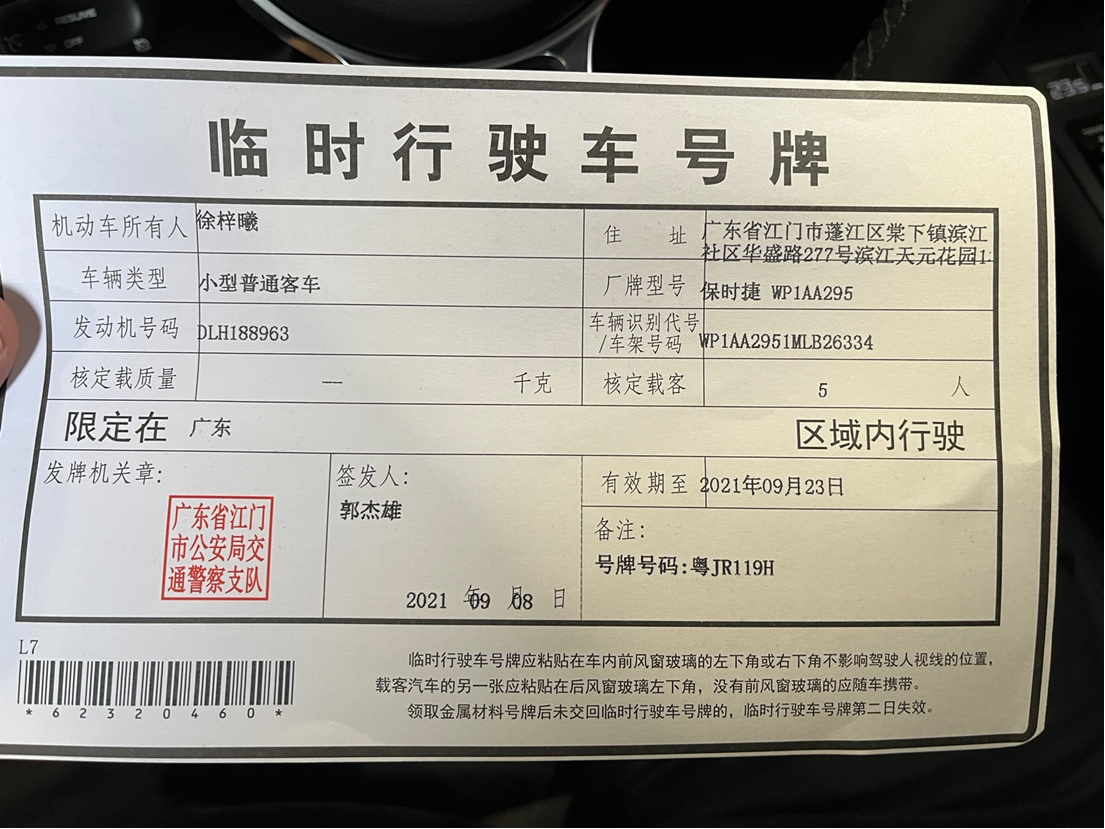 RESUME
OFF
临时行驶车号牌
机动车所有人 徐梓曦 住址 广东省江门市蓬江区棠下镇滨江
社区华盛路277号滨江天元花园1
车辆类型 小型普通客车 厂牌型号 保时捷 WP1AA295
发动机号码 DLH188963 车辆识别代号
/车架号码 WP1AA2951MLB26334
核定载质量 — 千克 核定载客 5 人
限定在 广东 区域内行驶
发牌机关章:
广东省江门
市公安局交
通警察支队
签发人:
郭杰雄
2021 年 09 月 08 日
有效期至 2021年09月23日
备注:
号牌号码:粤JR119H
L7
*62320460*
临时行驶车号牌应粘贴在车内前风窗玻璃的左下角或右下角不影响驾驶人视线的位置，
载客汽车的另一张应粘贴在后风窗玻璃左下角，没有前风窗玻璃的应随车携带。
领取金属材料号牌后未交回临时行驶车号牌的，临时行驶车号牌第二日失效。